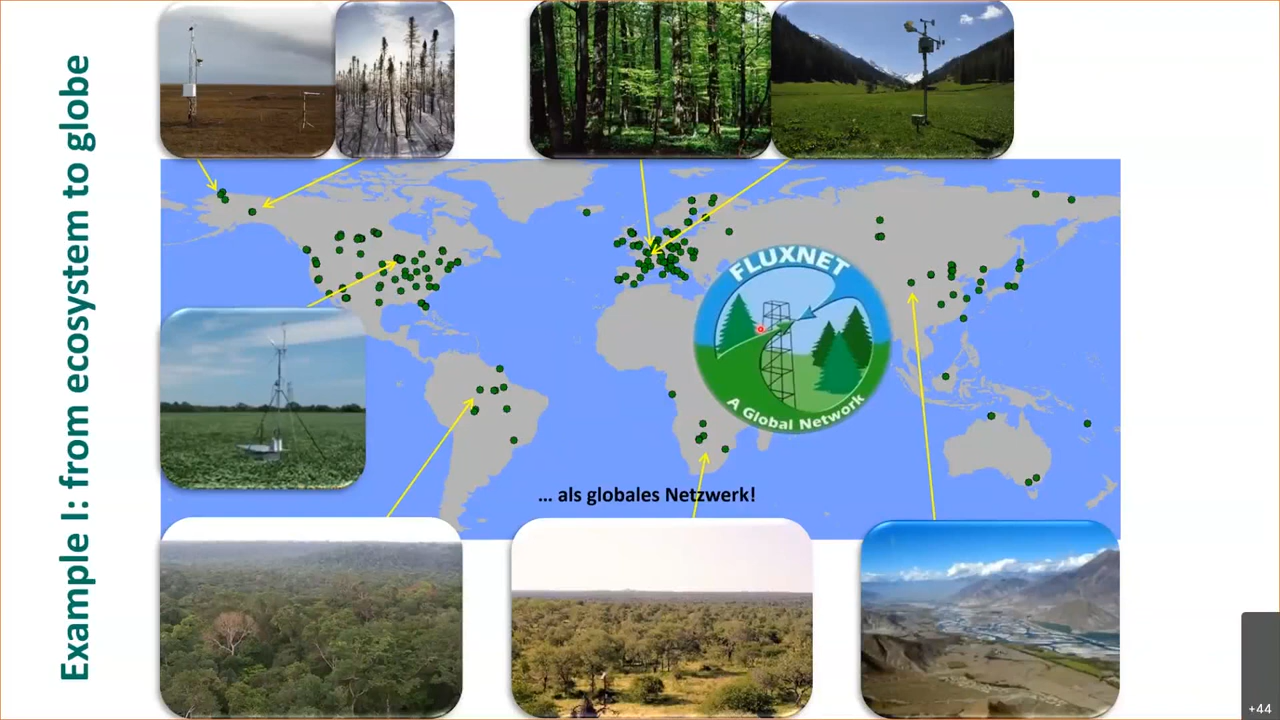 Example I: from ecosystem to globe
FLUXNET
A Global Network
... als globales Netzwerk!
+44